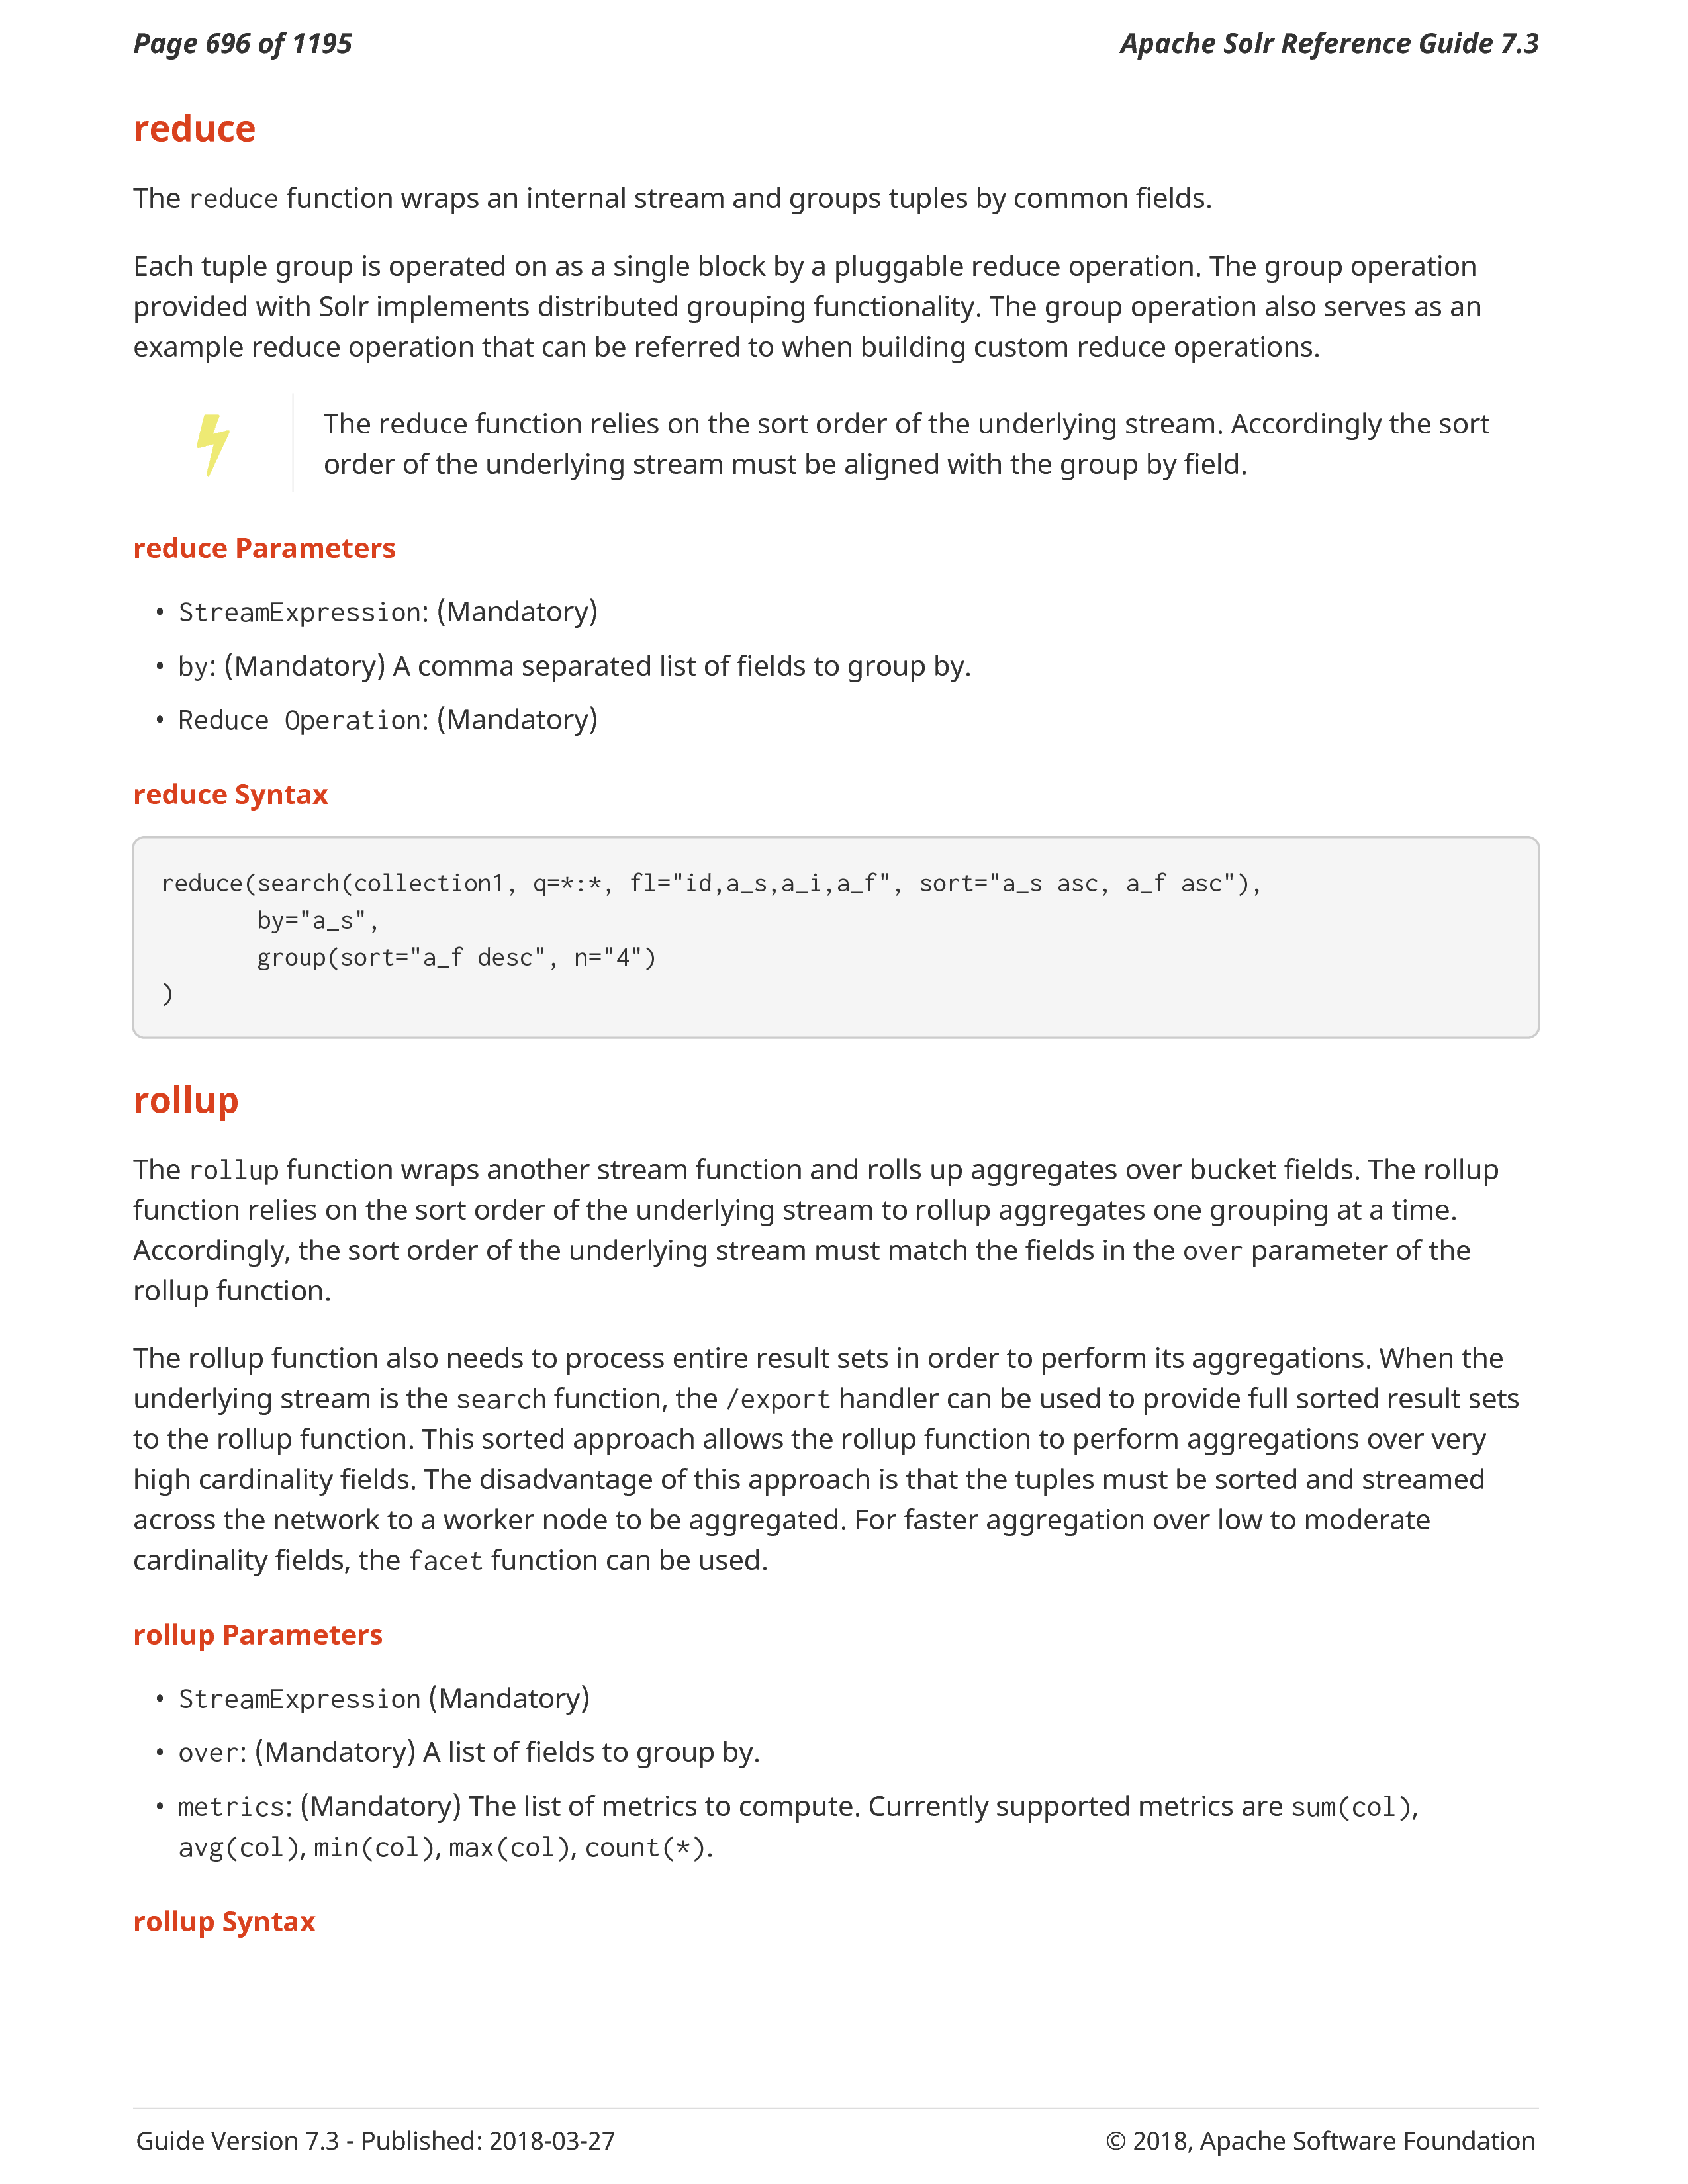 Page 696 of 1195
Apache Solr Reference Guide 7.3
reduce
The reduce function wraps an internal stream and groups tuples by common fields.
Each tuple group is operated on as a single block by a pluggable reduce operation. The group operation
provided with Solr implements distributed grouping functionality. The group operation also serves as an
example reduce operation that can be referred to when building custom reduce operations.
The reduce function relies on the sort order of the underlying stream. Accordingly the sort
order of the underlying stream must be aligned with the group by field.
reduce Parameters
• StreamExpression: (Mandatory)
• by: (Mandatory) A comma separated list of fields to group by.
• Reduce Operation: (Mandatory)
reduce Syntax
reduce(search(collection1, q=*:*, fl="id,a_s,a_i,a_f", sort="a_s asc, a_f asc"),
       by="a_s",
       group(sort="a_f desc", n="4")
)
rollup
The rollup function wraps another stream function and rolls up aggregates over bucket fields. The rollup
function relies on the sort order of the underlying stream to rollup aggregates one grouping at a time.
Accordingly, the sort order of the underlying stream must match the fields in the over parameter of the
rollup function.
The rollup function also needs to process entire result sets in order to perform its aggregations. When the
underlying stream is the search function, the /export handler can be used to provide full sorted result sets
to the rollup function. This sorted approach allows the rollup function to perform aggregations over very
high cardinality fields. The disadvantage of this approach is that the tuples must be sorted and streamed
across the network to a worker node to be aggregated. For faster aggregation over low to moderate
cardinality fields, the facet function can be used.
rollup Parameters
• StreamExpression (Mandatory)
• over: (Mandatory) A list of fields to group by.
• metrics: (Mandatory) The list of metrics to compute. Currently supported metrics are sum(col),
avg(col), min(col), max(col), count(*).
rollup Syntax
Guide Version 7.3 - Published: 2018-03-27
© 2018, Apache Software Foundation